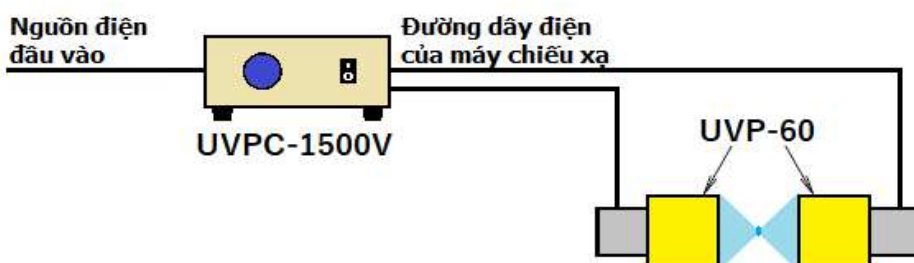 Nguồn điện
đầu vào
Đường dây điện
của máy chiếu xạ
UVPC-1500V
UVP-60